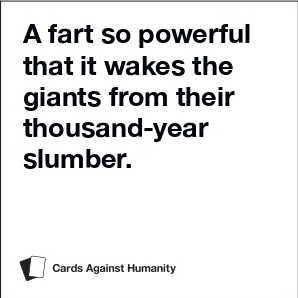 A fart so powerful
that it wakes the
giants from their
thousand-year
slumber.
Cards Against Humanity